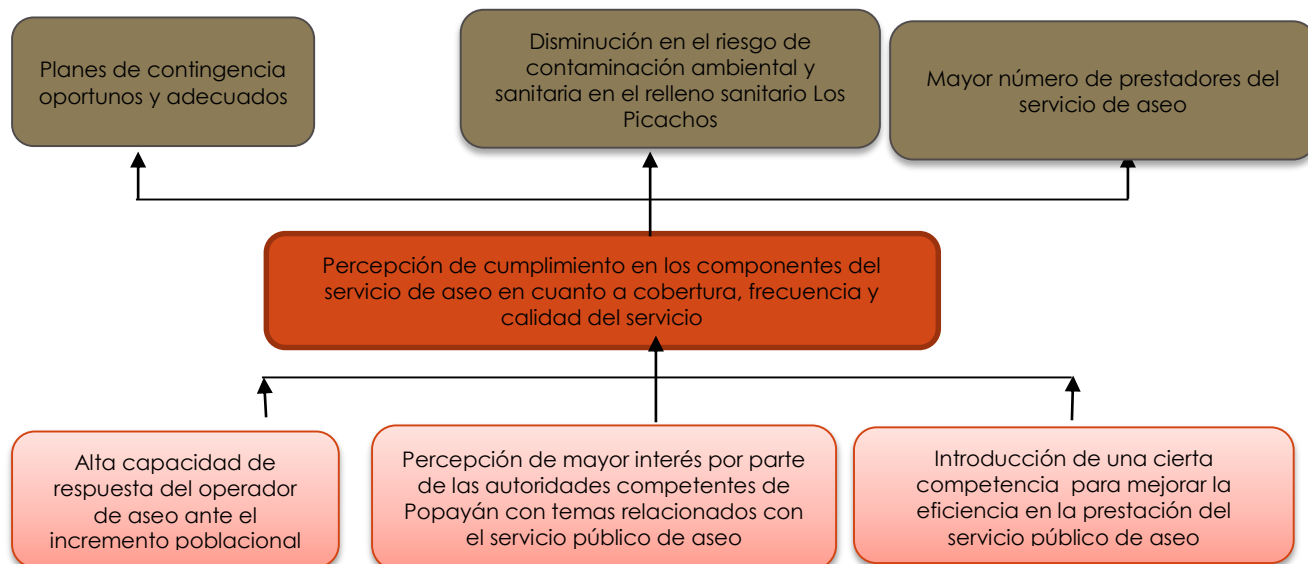 Planes de contingencia
oportunos y adecuados
Disminución en el riesgo de
contaminación ambiental y
sanitaria en el relleno sanitario Los
Picachos
Mayor número de prestadores del
servicio de aseo
Percepción de cumplimiento en los componentes del
servicio de aseo en cuanto a cobertura, frecuencia y
calidad del servicio
Alta capacidad de
respuesta del operador
de aseo ante el
incremento poblacional
Percepción de mayor interés por parte
de las autoridades competentes de
Popayán con temas relacionados con
el servicio público de aseo
Introducción de una cierta
competencia para mejorar la
eficiencia en la prestación del
servicio público de aseo